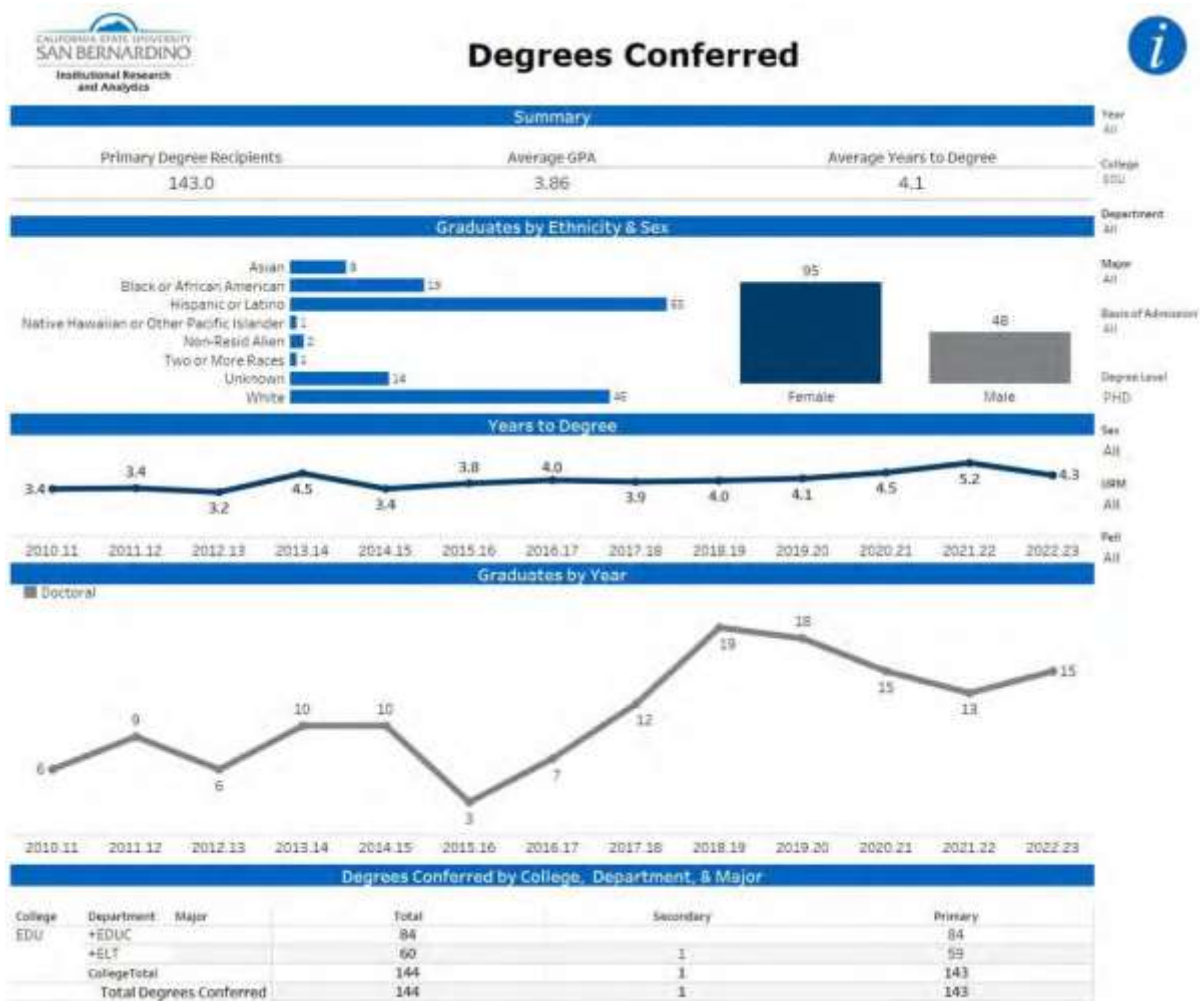 CALIFORNIA STATE UNIVERSITY
SAN BERNARDINO
Institutional Research
and Analytics
Degrees Conferred
i
Summary
Primary Degree Recipients Average GPA Average Years to Degree
143.0 3.86 4.1
Year
All
College
EDU
Department
All
Major
All
Basis of Admission
All
Degree Level
PHD
Sex
All
URM
All
Pell
All
Graduates by Ethnicity & Sex
Asian 8
Black or African American 19
Hispanic or Latino
Native Hawaiian or Other Pacific Islander 1
Non-Resid Alien 2
Two or More Races 1
Unknown 14
White 46
95 48
Female Male
Years to Degree
3.4 3.4 3.2 4.5 3.4 3.8 4.0 3.9 4.0 4.1 4.5 5.2 4.3
2010.11 2011.12 2012.13 2013.14 2014.15 2015.16 2016.17 2017.18 2018.19 2019.20 2020.21 2021.22 2022.23
Graduates by Year
Doctoral
6 9 6 10 10 3 7 12 19 18 15 13 15
2010.11 2011.12 2012.13 2013.14 2014.15 2015.16 2016.17 2017.18 2018.19 2019.20 2020.21 2021.22 2022.23
Degrees Conferred by College, Department, & Major
College Department Major Total Secondary Primary
EDU +EDUC 84 84
+ELT 60 1 59
CollegeTotal 144 1 143
Total Degrees Conferred 144 1 143